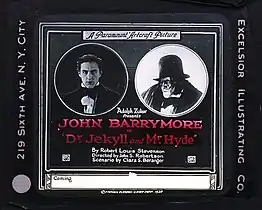 A Paramount Artcraft Picture
Adolph Zukor
Presents
JOHN BARRYMORE
in
"Dr. Jekyll and Mr. Hyde"
By Robert Louis Stevenson
Directed by John S. Robertson
Scenario by Clara S. Beranger
Coming
219 SIXTH AVE. N.Y. CITY
EXCELSIOR ILLUSTRATING CO.